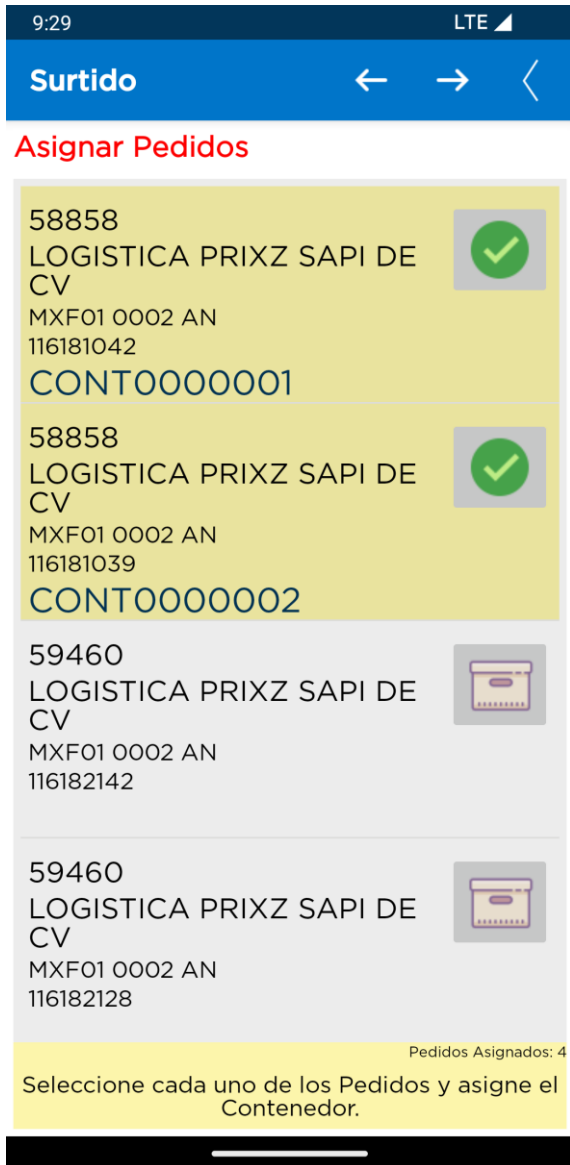 9:29
LTE
Surtido
Asignar Pedidos
58858
LOGISTICA PRIXZ SAPI DE
CV
MXF01 0002 AN
116181042
CONT0000001
58858
LOGISTICA PRIXZ SAPI DE
CV
MXF01 0002 AN
116181039
CONT0000002
59460
LOGISTICA PRIXZ SAPI DE
CV
MXF01 0002 AN
116182142
59460
LOGISTICA PRIXZ SAPI DE
CV
MXF01 0002 AN
116182128
Pedidos Asignados: 4
Seleccione cada uno de los Pedidos y asigne el
Contenedor.